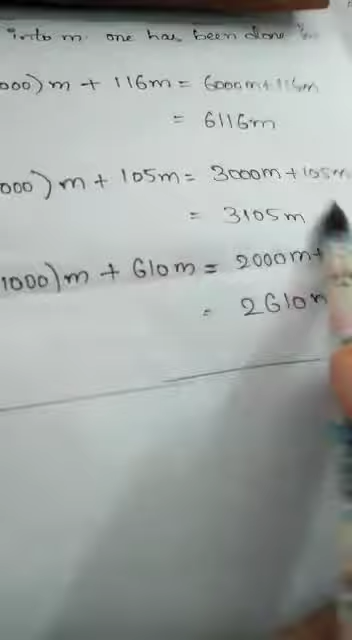 into m. one has been done
000) m + 116m = 6000m + 116m
= 6116m
000) m + 105m = 3000m + 105m
= 3105m
1000) m + 610m = 2000m +
= 2610m